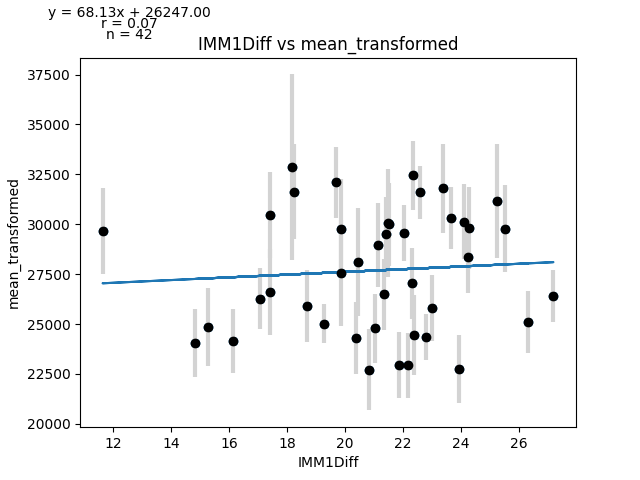 y = 68.13x + 26247.00
r = 0.07
n = 42
IMM1Diff vs mean_transformed
37500
35000
32500
30000
27500
25000
22500
20000
mean_transformed
12 14 16 18 20 22 24 26
IMM1Diff